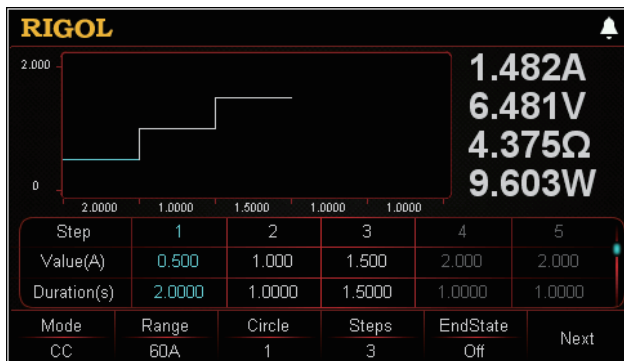 RIGOL
2.000
0
2.0000 1.0000 1.5000 1.0000 1.0000
1.482A
6.481V
4.375Ω
9.603W
Step 1 2 3 4 5
Value(A) 0.500 1.000 1.500 2.000 2.000
Duration(s) 2.0000 1.0000 1.5000 1.0000 1.0000
Mode Range Circle Steps EndState Next
CC 60A 1 3 Off